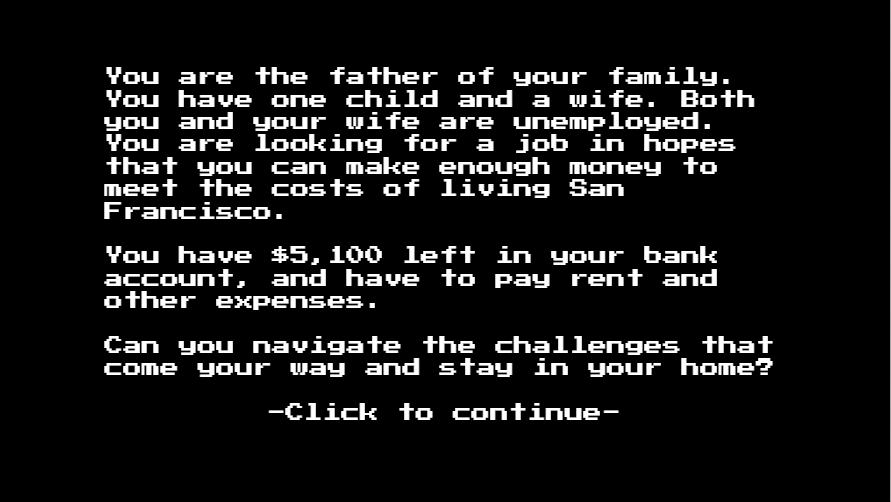 You are the father of your family.
You have one child and a wife. Both
you and your wife are unemployed.
You are looking for a job in hopes
that you can make enough money to
meet the costs of living San
Francisco.
You have $5,100 left in your bank
account, and have to pay rent and
other expenses.
Can you navigate the challenges that
come your way and stay in your home?
-Click to continue-